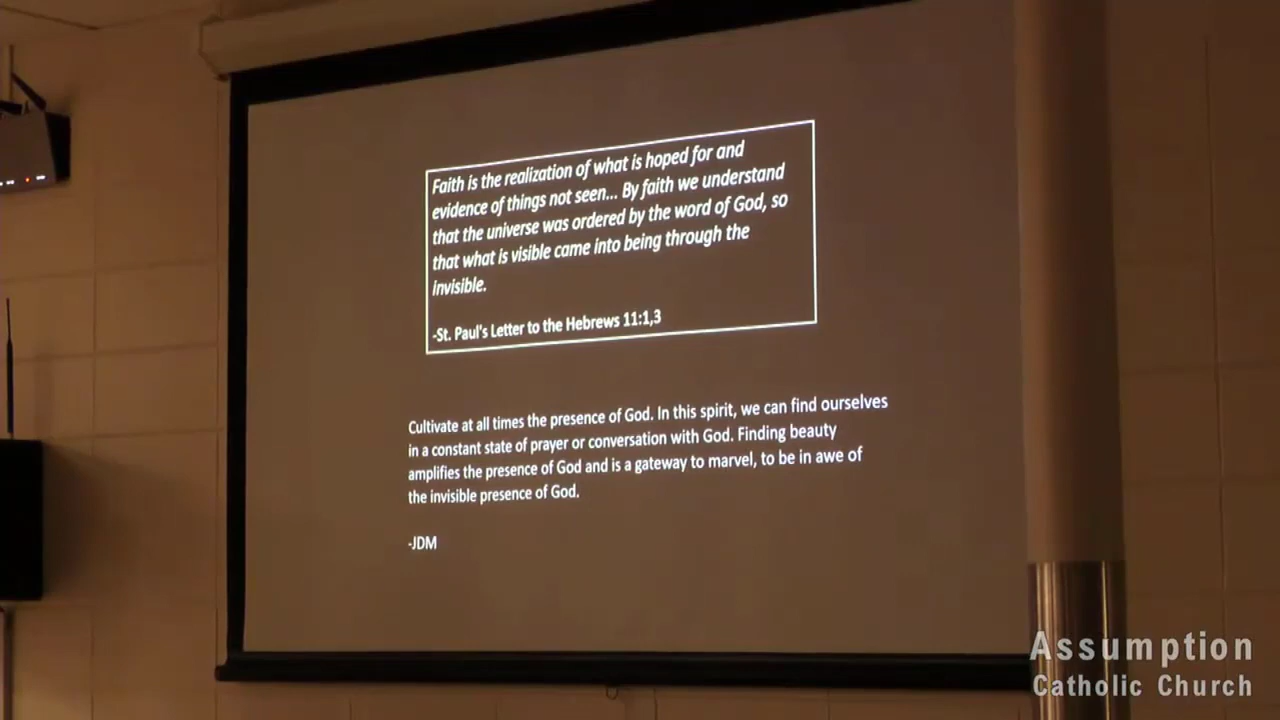 Faith is the realization of what is hoped for and
evidence of things not seen... By faith we understand
that the universe was ordered by the word of God, so
that what is visible came into being through the
invisible.
-St. Paul's Letter to the Hebrews 11:1,3
Cultivate at all times the presence of God. In this spirit, we can find ourselves
in a constant state of prayer or conversation with God. Finding beauty
amplifies the presence of God and is a gateway to marvel, to be in awe of
the invisible presence of God.
-JDM
Assumption
Catholic Church